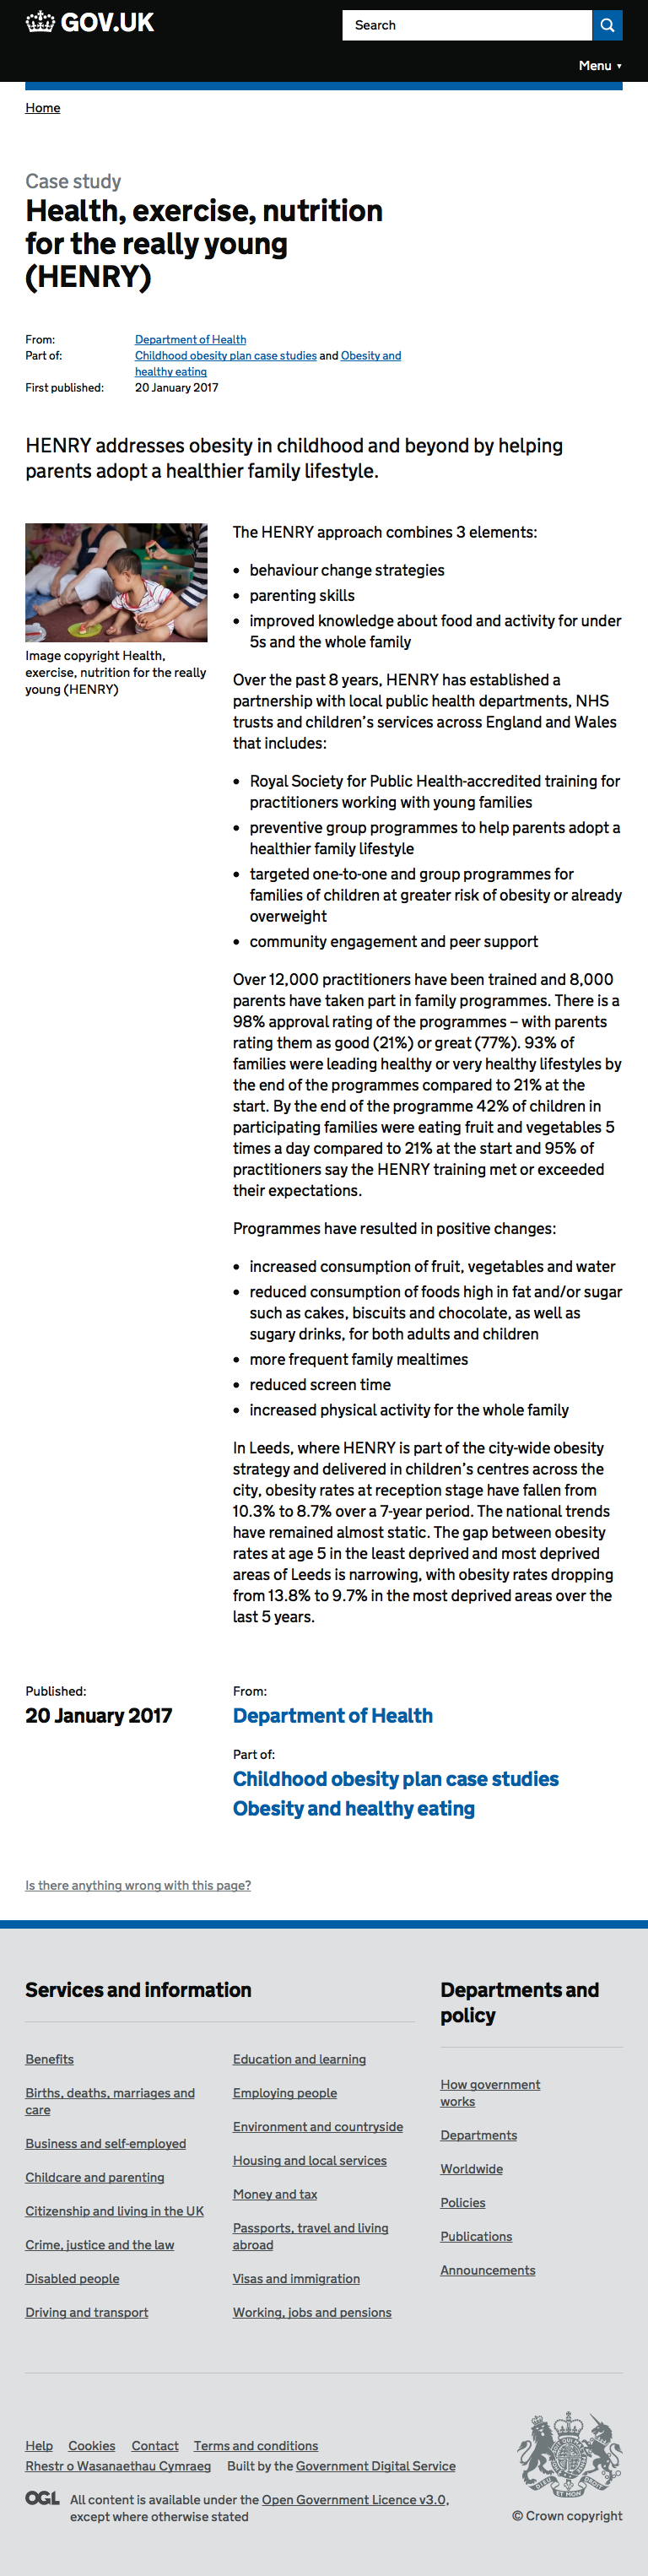 GOV.UK
Search
Menu ▼
Home
Case study
Health, exercise, nutrition
for the really young
(HENRY)
From: Department of Health
Part of: Childhood obesity plan case studies and Obesity and
healthy eating
First published: 20 January 2017
HENRY addresses obesity in childhood and beyond by helping
parents adopt a healthier family lifestyle.
Image copyright Health,
exercise, nutrition for the really
young (HENRY)
The HENRY approach combines 3 elements:
• behaviour change strategies
• parenting skills
• improved knowledge about food and activity for under
5s and the whole family
Over the past 8 years, HENRY has established a
partnership with local public health departments, NHS
trusts and children’s services across England and Wales
that includes:
• Royal Society for Public Health-accredited training for
practitioners working with young families
• preventive group programmes to help parents adopt a
healthier family lifestyle
• targeted one-to-one and group programmes for
families of children at greater risk of obesity or already
overweight
• community engagement and peer support
Over 12,000 practitioners have been trained and 8,000
parents have taken part in family programmes. There is a
98% approval rating of the programmes – with parents
rating them as good (21%) or great (77%). 93% of
families were leading healthy or very healthy lifestyles by
the end of the programmes compared to 21% at the
start. By the end of the programme 42% of children in
participating families were eating fruit and vegetables 5
times a day compared to 21% at the start and 95% of
practitioners say the HENRY training met or exceeded
their expectations.
Programmes have resulted in positive changes:
• increased consumption of fruit, vegetables and water
• reduced consumption of foods high in fat and/or sugar
such as cakes, biscuits and chocolate, as well as
sugary drinks, for both adults and children
• more frequent family mealtimes
• reduced screen time
• increased physical activity for the whole family
In Leeds, where HENRY is part of the city-wide obesity
strategy and delivered in children’s centres across the
city, obesity rates at reception stage have fallen from
10.3% to 8.7% over a 7-year period. The national trends
have remained almost static. The gap between obesity
rates at age 5 in the least deprived and most deprived
areas of Leeds is narrowing, with obesity rates dropping
from 13.8% to 9.7% in the most deprived areas over the
last 5 years.
Published:
20 January 2017
From:
Department of Health
Part of:
Childhood obesity plan case studies
Obesity and healthy eating
Is there anything wrong with this page?
Services and information
Benefits
Births, deaths, marriages and
care
Business and self-employed
Childcare and parenting
Citizenship and living in the UK
Crime, justice and the law
Disabled people
Driving and transport
Education and learning
Employing people
Environment and countryside
Housing and local services
Money and tax
Passports, travel and living
abroad
Visas and immigration
Working, jobs and pensions
Departments and
policy
How government
works
Departments
Worldwide
Policies
Publications
Announcements
Help Cookies Contact Terms and conditions
Rhestr o Wasanaethau Cymraeg Built by the Government Digital Service
OGL All content is available under the Open Government Licence v3.0,
except where otherwise stated
© Crown copyright